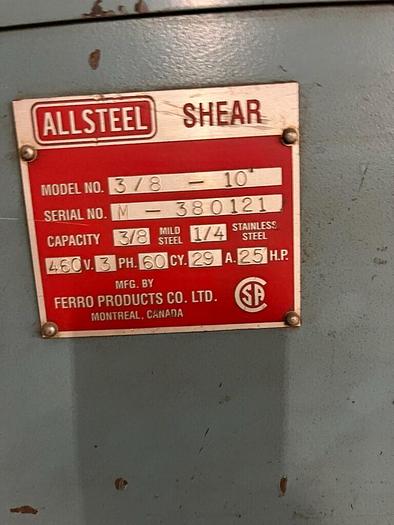 ALLSTEEL SHEAR
MODEL NO. 3/8 - 10'
SERIAL NO. M - 380121
CAPACITY 3/8 MILD STEEL 1/4 STAINLESS STEEL
460 V. 3 PH. 60 CY. 29 A. 25 H.P.
MFG. BY
FERRO PRODUCTS CO. LTD.
MONTREAL, CANADA
CSA